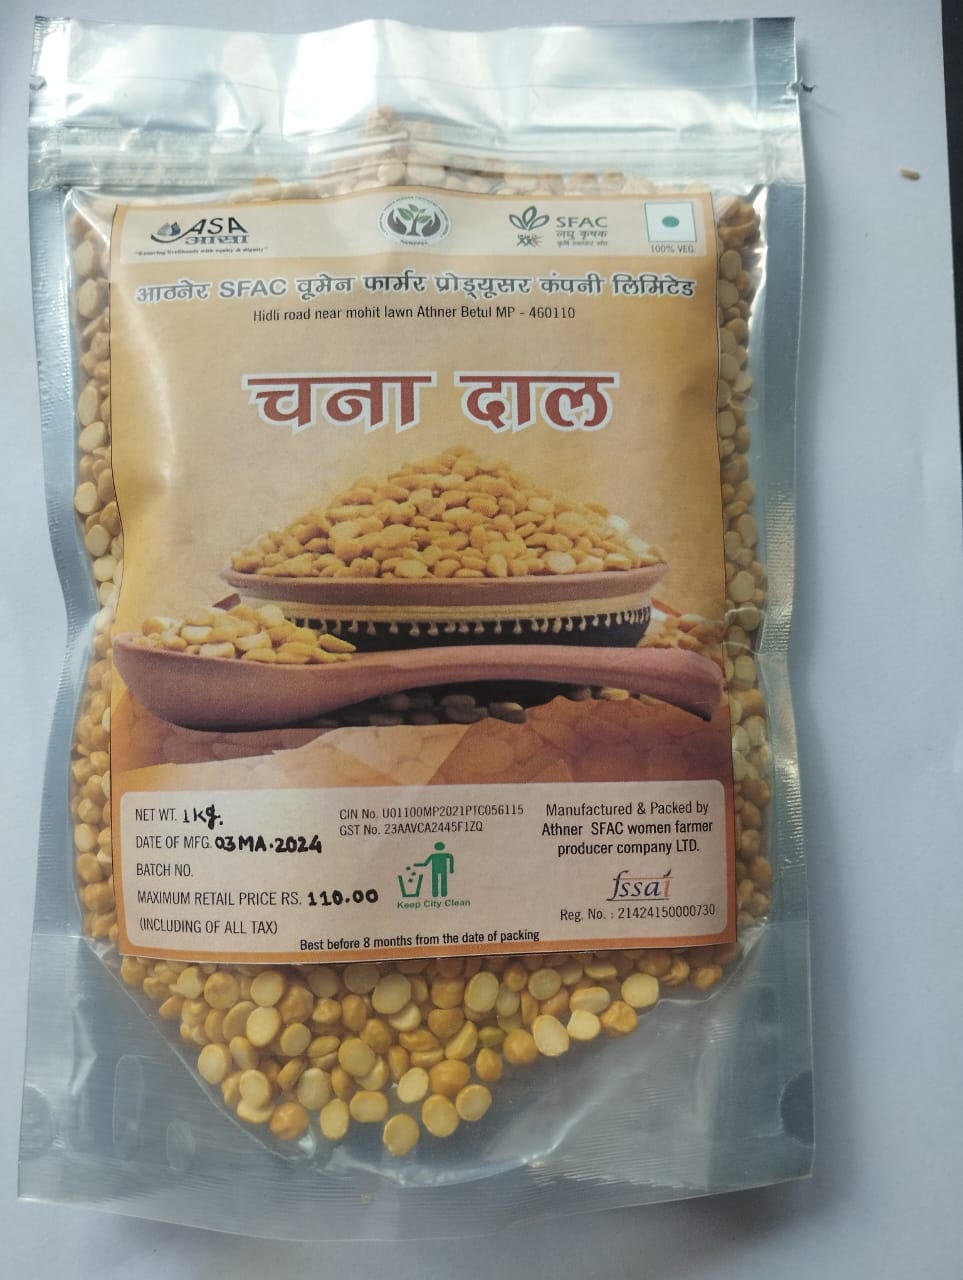 ASA
आसा
"Ensuring livelihoods with equity & dignity"
SFAC
लघु कृषक
कृषि व्यापार संघ
100% VEG.
आठनेर SFAC वूमेन फार्मर प्रोड्यूसर कंपनी लिमिटेड
Hidli road near mohit lawn Athner Betul MP - 460110
चना दाल
NET WT. 1kg.
DATE OF MFG. 03 MA.2024
BATCH NO.
MAXIMUM RETAIL PRICE RS. 110.00
(INCLUDING OF ALL TAX)
CIN No. U01100MP2021PTC056115
GST No. 23AAVCA2445F1ZQ
Keep City Clean
Best before 8 months from the date of packing
Manufactured & Packed by
Athner SFAC women farmer
producer company LTD.
fssai
Reg. No. : 21424150000730